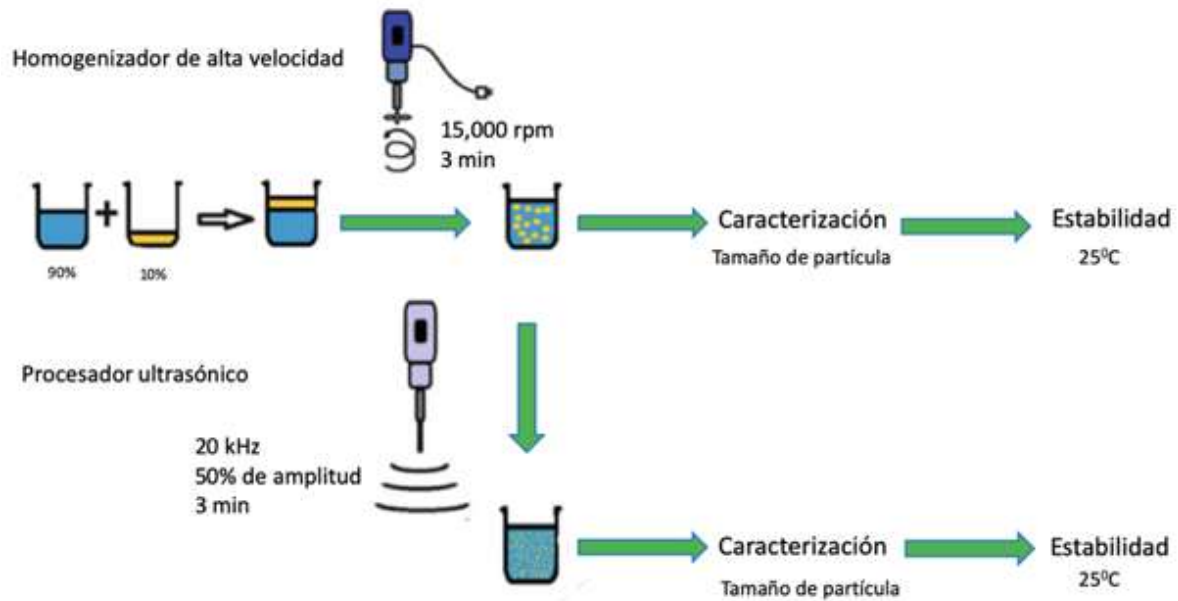 Homogenizador de alta velocidad
15,000 rpm
3 min
+
90%
10%
Caracterización
Tamaño de partícula
Estabilidad
25⁰C
Procesador ultrasónico
20 kHz
50% de amplitud
3 min
Caracterización
Tamaño de partícula
Estabilidad
25⁰C